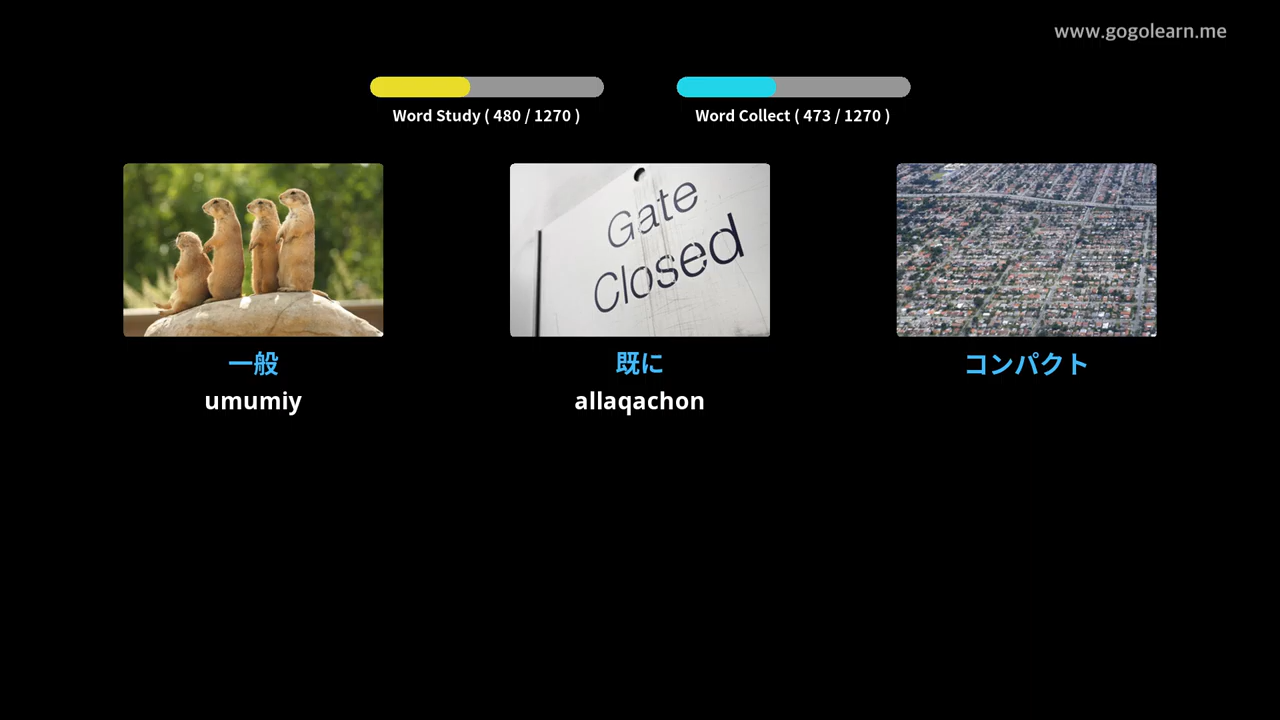 www.gogolearn.me
Word Study ( 480 / 1270 )
Word Collect ( 473 / 1270 )
Gate
Closed
一般
umumiy
既に
allaqachon
コンパクト